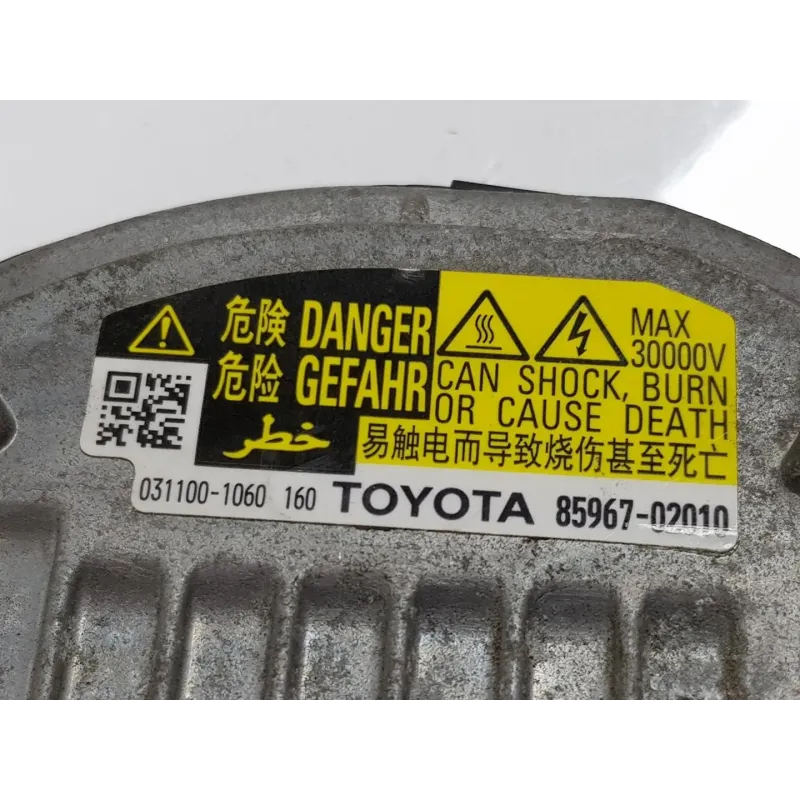 危険 DANGER
危险 GEFAHR
خطر
MAX
30000V
CAN SHOCK, BURN
OR CAUSE DEATH
易触电而导致烧伤甚至死亡
031100-1060 160 TOYOTA 85967-02010